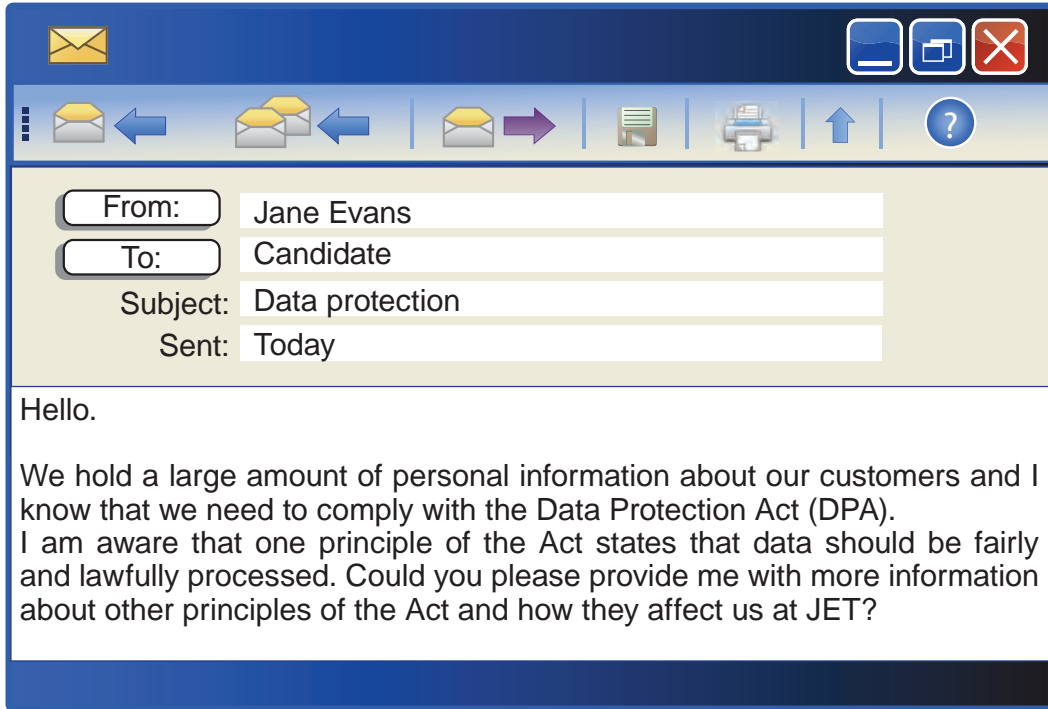 ?
From: Jane Evans
To: Candidate
Subject: Data protection
Sent: Today
Hello.
We hold a large amount of personal information about our customers and I
know that we need to comply with the Data Protection Act (DPA).
I am aware that one principle of the Act states that data should be fairly
and lawfully processed. Could you please provide me with more information
about other principles of the Act and how they affect us at JET?